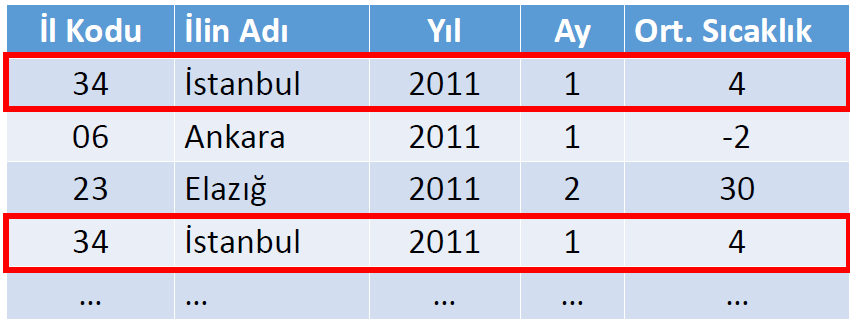 İl Kodu İlin Adı Yıl Ay Ort. Sıcaklık
34 İstanbul 2011 1 4
06 Ankara 2011 1 -2
23 Elazığ 2011 2 30
34 İstanbul 2011 1 4
... ... ... ... ...